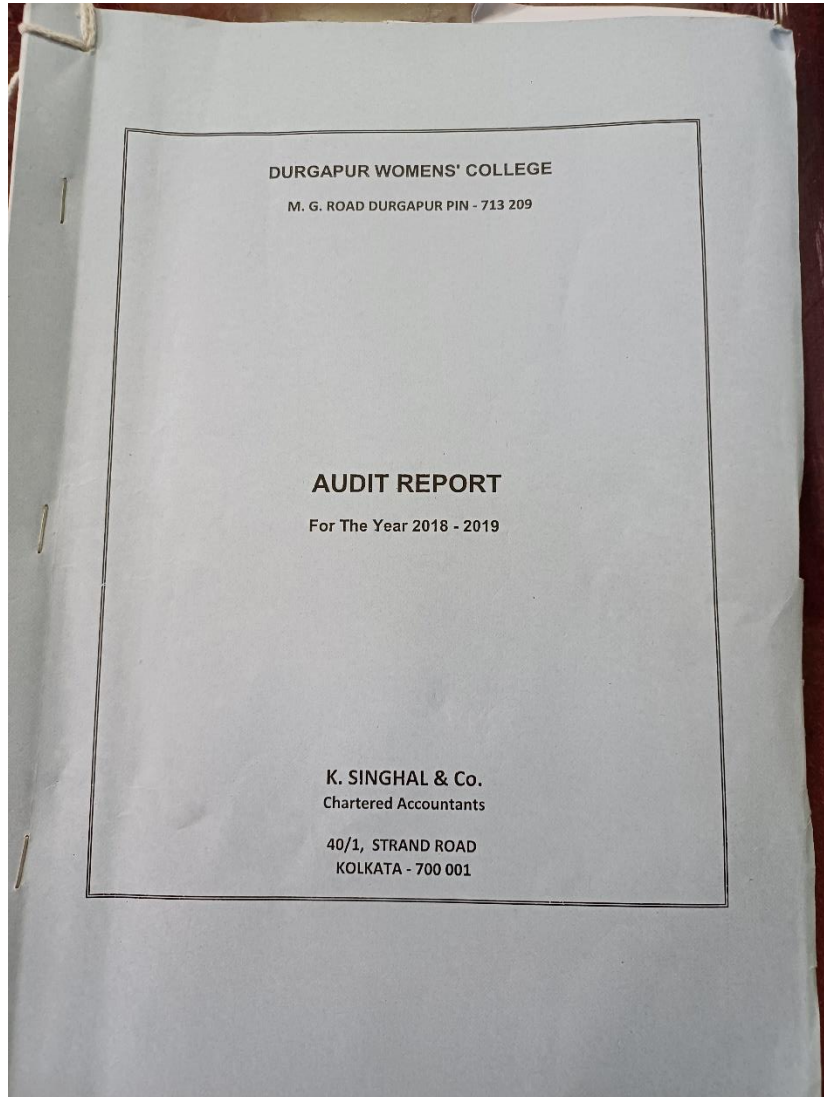 DURGAPUR WOMENS' COLLEGE
M. G. ROAD DURGAPUR PIN - 713 209
AUDIT REPORT
For The Year 2018 - 2019
K. SINGHAL & Co.
Chartered Accountants
40/1, STRAND ROAD
KOLKATA - 700 001